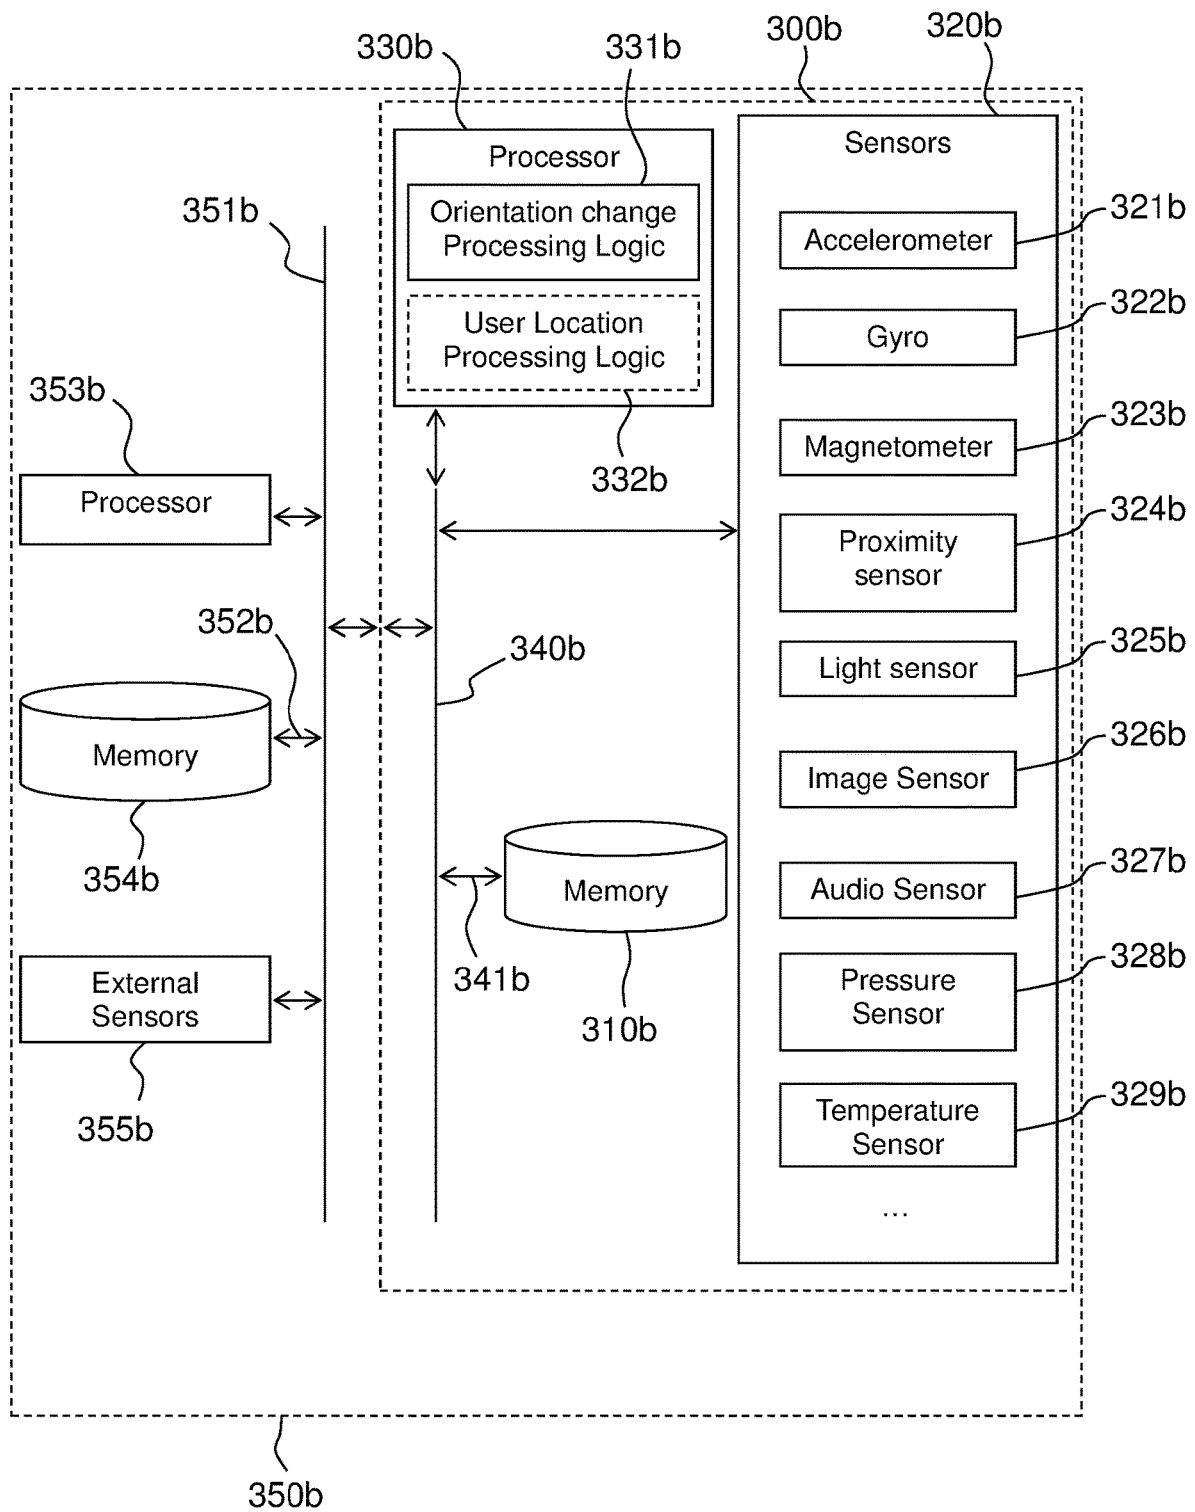 300b
320b
330b
331b
Processor
Sensors
Orientation change
Processing Logic
351b
Accelerometer
321b
User Location
Processing Logic
Gyro
322b
353b
332b
Magnetometer
323b
Processor
Proximity
sensor
324b
352b
340b
Light sensor
325b
Memory
Image Sensor
326b
354b
Memory
Audio Sensor
327b
External
Sensors
341b
310b
Pressure
Sensor
328b
355b
Temperature
Sensor
329b
...
350b